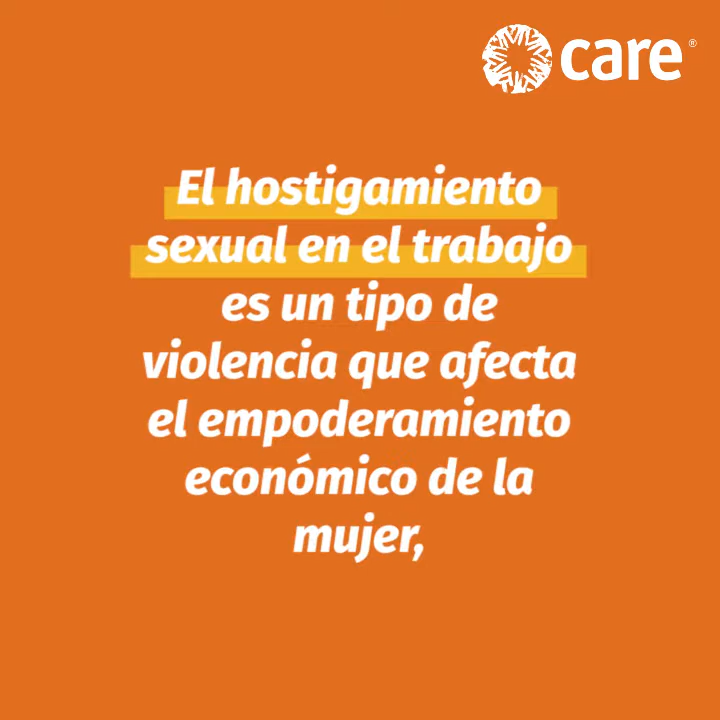 care®
El hostigamiento
sexual en el trabajo
es un tipo de
violencia que afecta
el empoderamiento
económico de la
mujer,